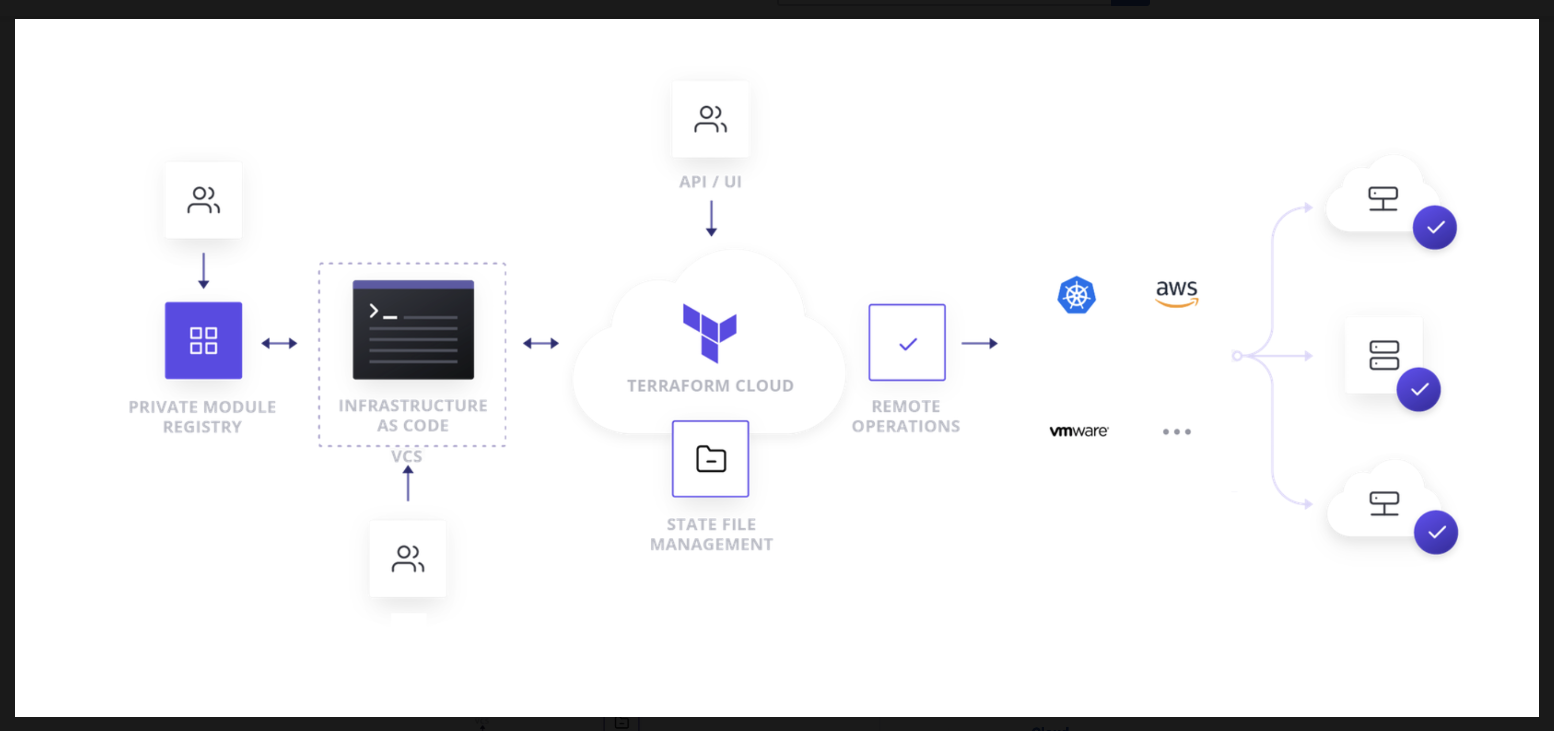 API / UI
PRIVATE MODULE
REGISTRY
INFRASTRUCTURE
AS CODE
VCS
TERRAFORM CLOUD
STATE FILE
MANAGEMENT
REMOTE
OPERATIONS
aws
vmware